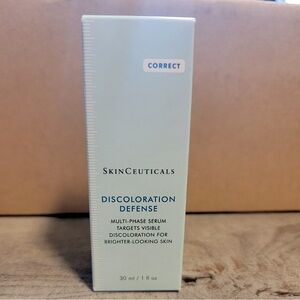 CORRECT
SKINCEUTICALS
DISCOLORATION
DEFENSE
MULTI-PHASE SERUM
TARGETS VISIBLE
DISCOLORATION FOR
BRIGHTER-LOOKING SKIN
30 ml / 1 fl oz